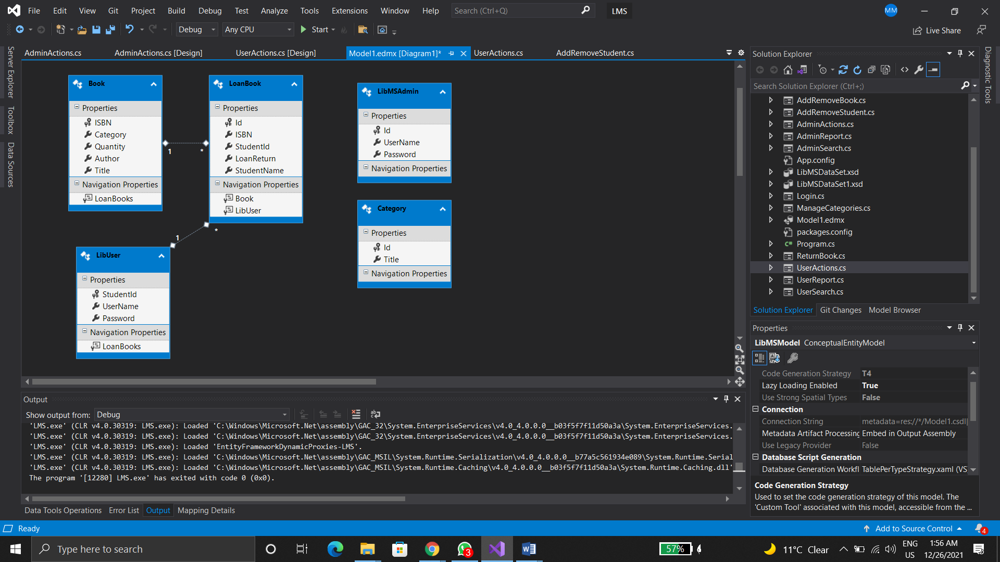 File Edit View Git Project Build Debug Test Analyze Tools Extensions Window Help Search (Ctrl+Q) LMS MM
Debug Any CPU Start Live Share
Server Explorer
Toolbox
Data Sources
AdminActions.cs AdminActions.cs [Design] UserActions.cs [Design] Model1.edmx [Diagram1]* UserActions.cs AddRemoveStudent.cs
Book
Properties
ISBN
Category
Quantity
Author
Title
Navigation Properties
LoanBooks
1 *
LoanBook
Properties
Id
ISBN
StudentId
LoanReturn
StudentName
Navigation Properties
Book
LibUser
1 *
LibUser
Properties
StudentId
UserName
Password
Navigation Properties
LoanBooks
LibMSAdmin
Properties
Id
UserName
Password
Navigation Properties
Category
Properties
Id
Title
Navigation Properties
Output
Show output from: Debug
'LMS.exe' (CLR v4.0.30319: LMS.exe): Loaded 'C:\Windows\Microsoft.Net\assembly\GAC_32\System.EnterpriseServices\v4.0_4.0.0.0__b03f5f7f11d50a3a\System.EnterpriseServices.
'LMS.exe' (CLR v4.0.30319: LMS.exe): Loaded 'C:\Windows\Microsoft.Net\assembly\GAC_32\System.EnterpriseServices\v4.0_4.0.0.0__b03f5f7f11d50a3a\System.EnterpriseServices.
'LMS.exe' (CLR v4.0.30319: LMS.exe): Loaded 'EntityFrameworkDynamicProxies-LMS'.
'LMS.exe' (CLR v4.0.30319: LMS.exe): Loaded 'C:\Windows\Microsoft.Net\assembly\GAC_MSIL\System.Runtime.Serialization\v4.0_4.0.0.0__b77a5c561934e089\System.Runtime.Serial
'LMS.exe' (CLR v4.0.30319: LMS.exe): Loaded 'C:\Windows\Microsoft.Net\assembly\GAC_MSIL\System.Runtime.Caching\v4.0_4.0.0.0__b03f5f7f11d50a3a\System.Runtime.Caching.dll'
The program '[12280] LMS.exe' has exited with code 0 (0x0).
Data Tools Operations Error List Output Mapping Details
Solution Explorer
Search Solution Explorer (Ctrl+;)
AddRemoveBook.cs
AddRemoveStudent.cs
AdminActions.cs
AdminReport.cs
AdminSearch.cs
App.config
LibMSDataSet.xsd
LibMSDataSet1.xsd
Login.cs
ManageCategories.cs
Model1.edmx
packages.config
C# Program.cs
ReturnBook.cs
UserActions.cs
UserReport.cs
UserSearch.cs
Solution Explorer Git Changes Model Browser
Diagnostic Tools
Properties
LibMSModel ConceptualEntityModel
Code Generation Strategy T4
Lazy Loading Enabled True
Use Strong Spatial Types False
Connection
Connection String metadata=res://*/Model1.csdl|
Metadata Artifact Processing Embed in Output Assembly
Use Legacy Provider False
Database Script Generation
Database Generation Workfl TablePerTypeStrategy.xaml (VS
Code Generation Strategy
Used to set the code generation strategy of this model. The
'Custom Tool' associated with this model, accessible from the ...
Ready Add to Source Control 4
Type here to search 3 57% 11°C Clear ENG US 1:56 AM 12/26/2021